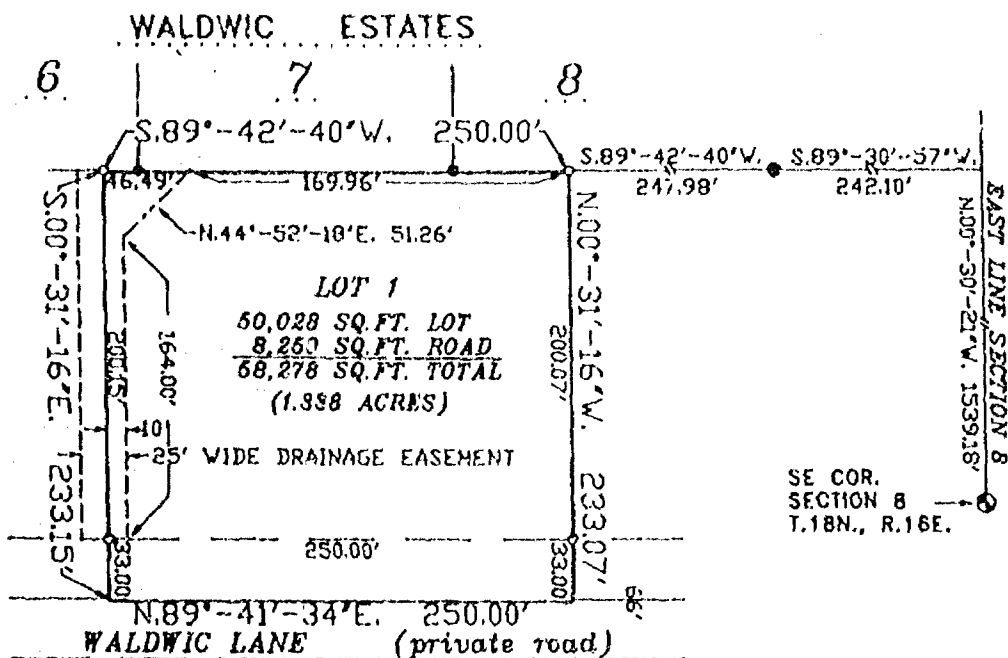 WALDWIC ESTATES
6 7 8
S.89°-42'-40"W. 250.00'
S.89°-42'-40"W. S.89°-30'-57"W.
46.49' 169.96' 247.98' 242.10'
N.44°-52'-18"E. 51.26'
LOT 1
50,028 SQ.FT. LOT
8,250 SQ.FT. ROAD
58,278 SQ.FT. TOTAL
(1.338 ACRES)
10'
25' WIDE DRAINAGE EASEMENT
S.00°-31'-16"E. 233.15'
200.15'
164.00'
200.07'
N.00°-31'-16"W. 233.07'
EAST LINE, SECTION 8
N.00°-30'-21"W. 1539.18'
SE COR.
SECTION 8
T.18N., R.16E.
250.00'
33.00
33.00
66'
N.89°-41'-34"E. 250.00'
WALDWIC LANE (private road)